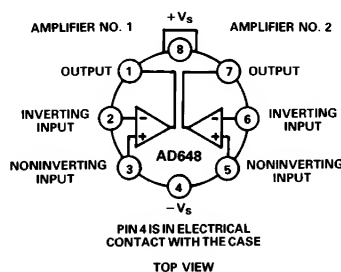 +VS
AMPLIFIER NO. 1
AMPLIFIER NO. 2
8
OUTPUT
1
7
OUTPUT
INVERTING
INPUT
2
−
−
6
INVERTING
INPUT
+
+
AD648
NONINVERTING
INPUT
3
5
NONINVERTING
INPUT
4
−VS
PIN 4 IS IN ELECTRICAL
CONTACT WITH THE CASE
TOP VIEW